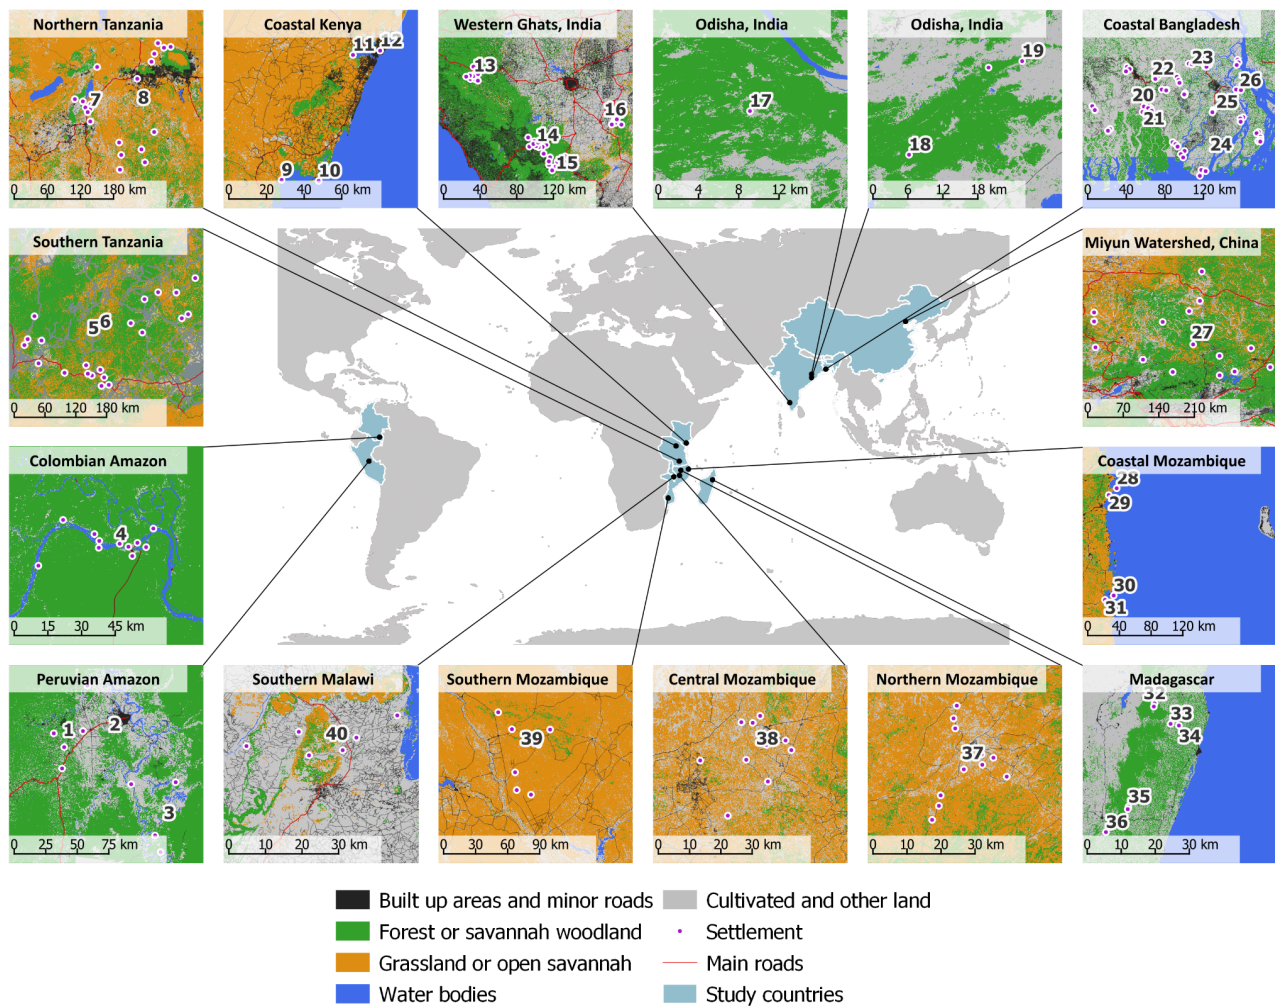 Northern Tanzania
7
8
0 60 120 180 km
Coastal Kenya
11
12
9
10
0 20 40 60 km
Western Ghats, India
13
16
14
15
0 25 50 75 km
Odisha, India
17
0 6 12 km
Odisha, India
19
18
0 6 12 18 km
Coastal Bangladesh
23
22
26
20
25
21
24
0 40 80 120 km
Southern Tanzania
5
6
0 60 120 180 km
Miyun Watershed, China
27
0 70 140 210 km
Colombian Amazon
4
0 15 30 45 km
Coastal Mozambique
28
29
30
31
0 40 80 120 km
Peruvian Amazon
1
2
3
0 25 50 75 km
Southern Malawi
40
0 10 20 30 km
Southern Mozambique
39
0 30 60 90 km
Central Mozambique
38
0 10 20 30 km
Northern Mozambique
37
0 10 20 30 km
Madagascar
32
33
34
35
36
0 10 20 30 km
Built up areas and minor roads
Forest or savannah woodland
Grassland or open savannah
Water bodies
Cultivated and other land
Settlement
Main roads
Study countries